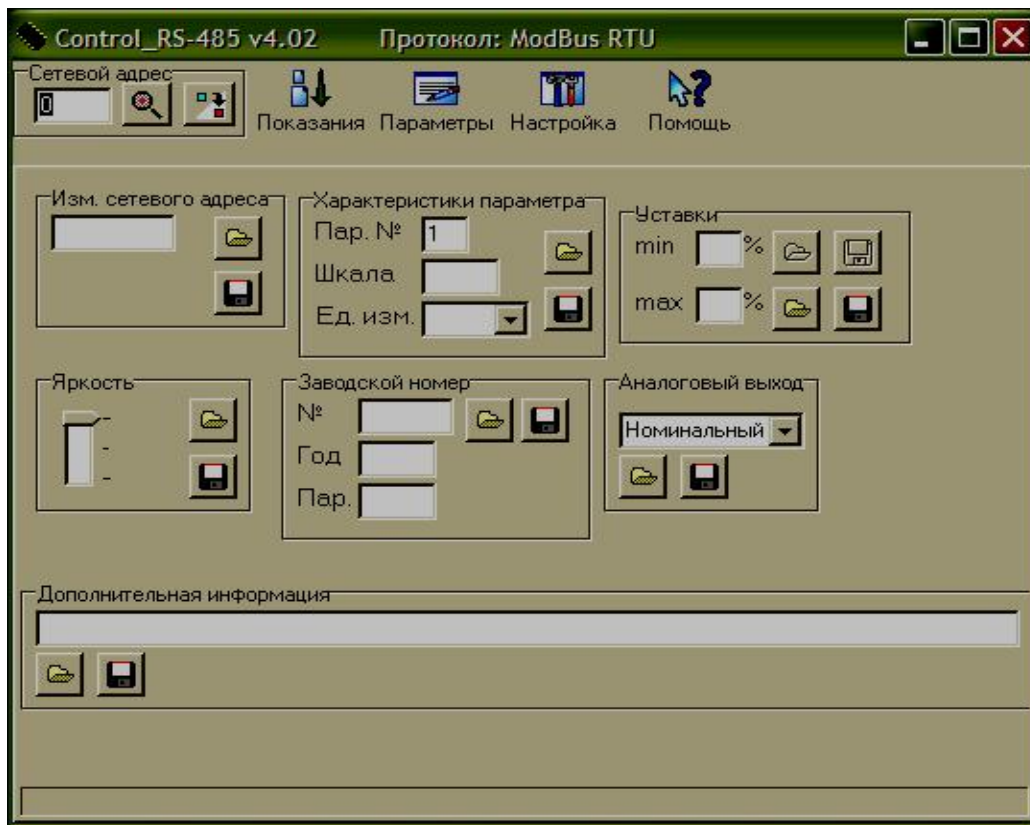 Control_RS-485 v4.02 Протокол: ModBus RTU
Сетевой адрес
0
Показания Параметры Настройка Помощь
Изм. сетевого адреса
Характеристики параметра
Пар. № 1
Шкала
Ед. изм.
Уставки
min %
max %
Яркость
Заводской номер
№
Год
Пар.
Аналоговый выход
Номинальный
Дополнительная информация